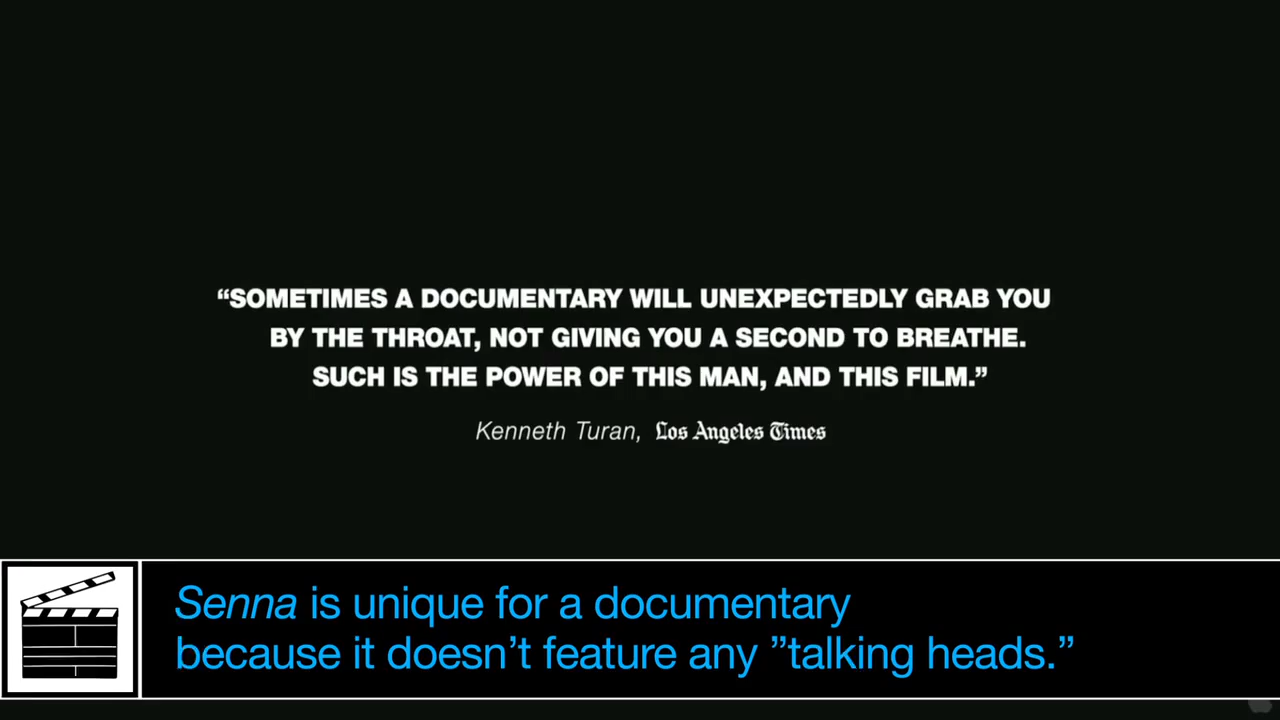 “SOMETIMES A DOCUMENTARY WILL UNEXPECTEDLY GRAB YOU
BY THE THROAT, NOT GIVING YOU A SECOND TO BREATHE.
SUCH IS THE POWER OF THIS MAN, AND THIS FILM.”
Kenneth Turan, Los Angeles Times
Senna is unique for a documentary
because it doesn’t feature any ”talking heads.”